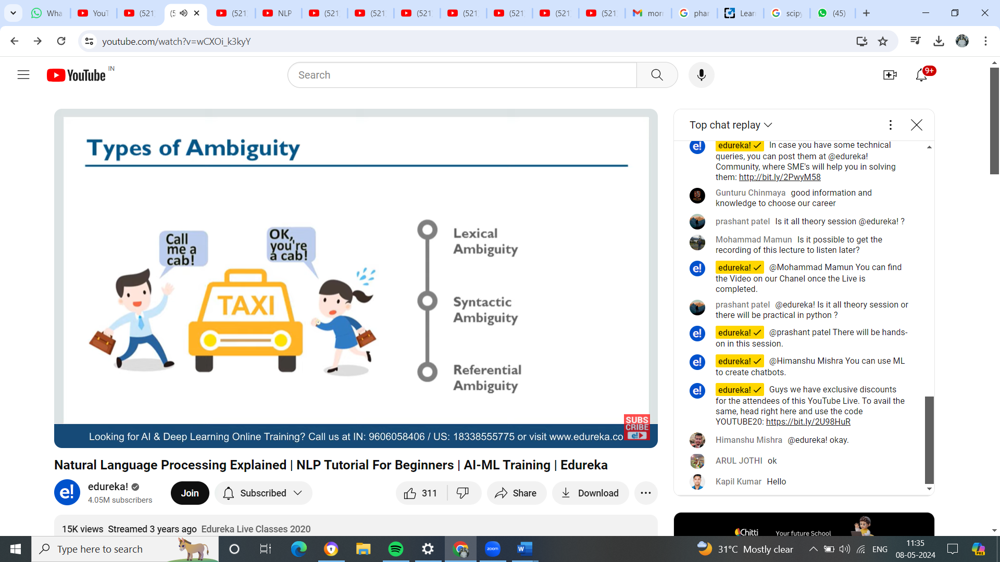 Wha
YouT
(521
(5
(521
NLP
(521
(521
(521
(521
(521
(521
(521
mor
phar
Lear
scipy
(45)
youtube.com/watch?v=wCXOi_k3kyY
YouTube IN
Search
9+
Types of Ambiguity
Call
me a
cab!
OK,
you're
a cab!
TAXI
Lexical
Ambiguity
Syntactic
Ambiguity
Referential
Ambiguity
SUBS
CRIBE
e!
Looking for AI & Deep Learning Online Training? Call us at IN: 9606058406 / US: 18338555775 or visit www.edureka.co
Natural Language Processing Explained | NLP Tutorial For Beginners | AI-ML Training | Edureka
e!
edureka!
4.05M subscribers
Join
Subscribed
311
Share
Download
15K views Streamed 3 years ago Edureka Live Classes 2020
Top chat replay
e! edureka! In case you have some technical
queries, you can post them at @edureka!
Community, where SME's will help you in solving
them: http://bit.ly/2PwyM58
Gunturu Chinmaya good information and
knowledge to choose our career
prashant patel Is it all theory session @edureka! ?
Mohammad Mamun Is it possible to get the
recording of this lecture to listen later?
e! edureka! @Mohammad Mamun You can find
the Video on our Chanel once the Live is
completed.
prashant patel @edureka! Is it all theory session or
there will be practical in python ?
e! edureka! @prashant patel There will be hands-
on in this session.
e! edureka! @Himanshu Mishra You can use ML
to create chatbots.
e! edureka! Guys we have exclusive discounts
for the attendees of this YouTube Live. To avail the
same, head right here and use the code
YOUTUBE20: https://bit.ly/2U98HuR
Himanshu Mishra @edureka! okay.
ARUL JOTHI ok
Kapil Kumar Hello
Chitti
Your future School
Type here to search
zoom
W
31°C Mostly clear
ENG
11:35
08-05-2024
PRE